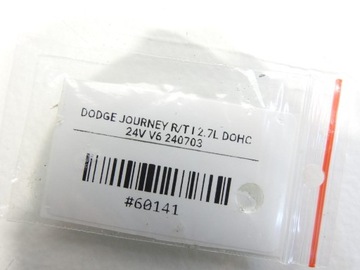 DODGE JOURNEY R/T I 2.7L DOHC
24V V6 240703
#60141